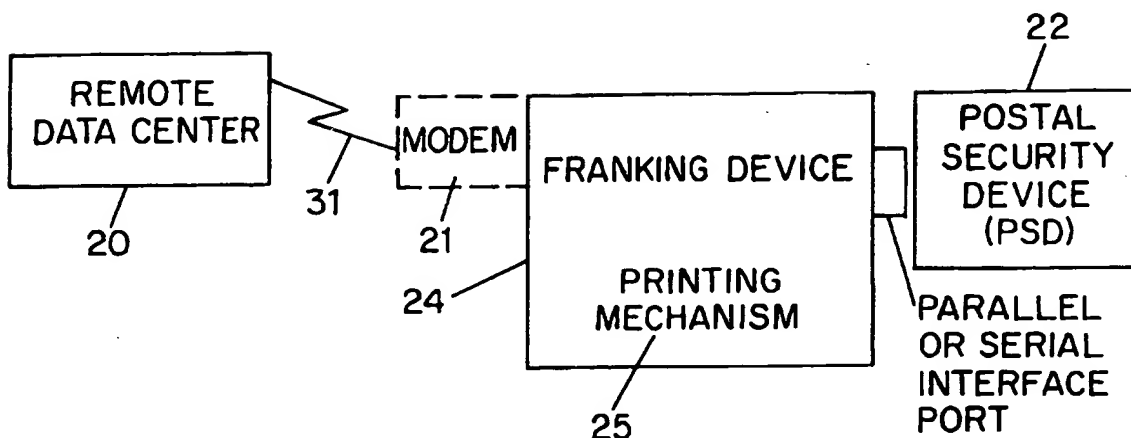 REMOTE
DATA CENTER
20
31
MODEM
21
FRANKING DEVICE
24
PRINTING
MECHANISM
25
22
POSTAL
SECURITY
DEVICE
(PSD)
PARALLEL
OR SERIAL
INTERFACE
PORT